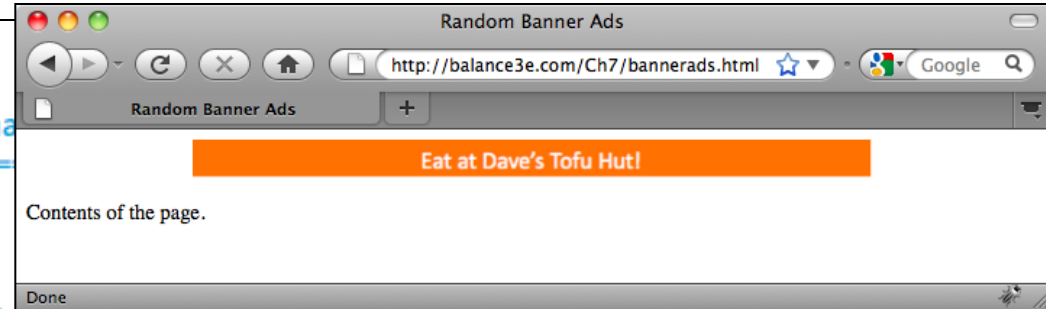 Random Banner Ads
http://balance3e.com/Ch7/bannerads.html
Google
Random Banner Ads
Eat at Dave's Tofu Hut!
Contents of the page.
Done